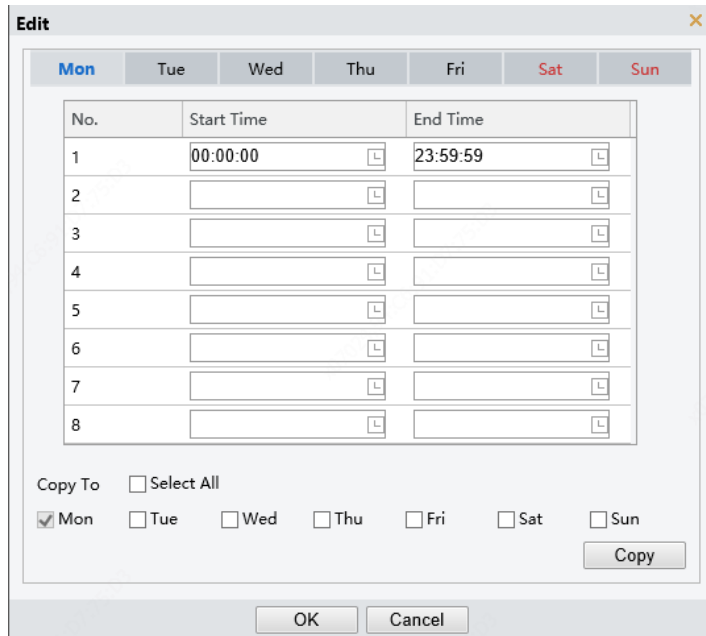 Edit
Mon Tue Wed Thu Fri Sat Sun
No. Start Time End Time
1 00:00:00 23:59:59
2
3
4
5
6
7
8
Copy To Select All
Mon Tue Wed Thu Fri Sat Sun
Copy
OK Cancel